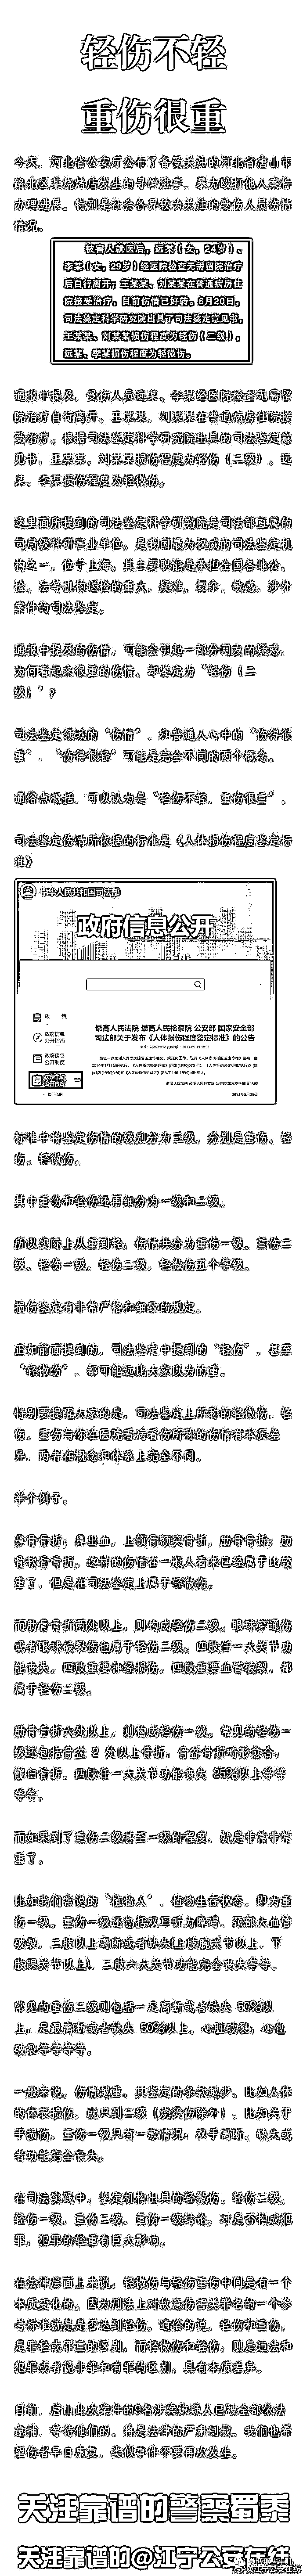 轻伤不轻
重伤很重
今天，河北省公安厅公布了备受关注的河北省唐山市
路北区某烧烤店发生的寻衅滋事、暴力殴打他人案件
办理进展。特别是社会各界较为关注的受伤人员伤情
情况。
被害人就医后，远某（女，24岁）、
李某（女，29岁）经医院检查无需留院治疗
后自行离开；王某某、刘某某在普通病房住
院接受治疗，目前伤情已好转。6月20日，
司法鉴定科学研究院出具了司法鉴定意见书，
王某某、刘某某损伤程度为轻伤（二级），
远某、李某损伤程度为轻微伤。
通报中提及，受伤人员远某、李某经医院检查无需留
院治疗自行离开。王某某、刘某某在普通病房住院接
受治疗。根据司法鉴定科学研究院出具的司法鉴定意
见书，王某某、刘某某损伤程度为轻伤（二级），远
某、李某损伤程度为轻微伤。
这里面所提到的司法鉴定科学研究院是司法部直属的
司局级科研事业单位，是我国最为权威的司法鉴定机
构之一，位于上海。其主要职能是承担全国各地公、
检、法等机构送检的重大、疑难、复杂、敏感、涉外
案件的司法鉴定。
通报中提及的伤情，可能会引起一部分网友的疑惑，
为何看起来很重的伤情，却鉴定为“轻伤（二
级）”？
司法鉴定领域的“伤情”，和普通人心中的“伤得很
重”，“伤得很轻”可能是完全不同的两个概念。
通俗点概括，可以认为是“轻伤不轻，重伤很重”。
司法鉴定伤情所依据的标准是《人体损伤程度鉴定标
准》
中华人民共和国司法部
政府信息公开
政府信息
公开指南
政府信息
公开制度
最高人民法院 最高人民检察院 公安部 国家安全部
司法部关于发布《人体损伤程度鉴定标准》的公告
标准中将鉴定伤情的级别分为三级，分别是重伤、轻
伤、轻微伤。
其中重伤和轻伤还再细分为一级和二级。
所以实际上从重到轻，伤情共分为重伤一级、重伤二
级、轻伤一级、轻伤二级，轻微伤五个等级。
损伤鉴定有非常严格和细致的规定。
正如前面提到的，司法鉴定中提到的“轻伤”，甚至
“轻微伤”，都可能远比大家以为的重。
特别要提醒大家的是，司法鉴定上所称的轻微伤、轻
伤、重伤与你在医院看病看伤所称的伤情有本质差
异，两者在概念和体系上完全不同。
举个例子。
鼻骨骨折；鼻出血，上颌骨额突骨折，肋骨骨折；肋
骨软骨骨折。这样的伤情在一般人看来已经属于比较
重了，但是在司法鉴定上属于轻微伤。
而肋骨骨折两处以上，则构成轻伤二级。眼球穿通伤
或者眼球破裂伤也属于轻伤二级。四肢任一大关节功
能丧失，四肢重要神经损伤，四肢重要血管破裂，都
属于轻伤二级。
肋骨骨折六处以上，则构成轻伤一级。常见的轻伤一
级还包括骨盆 2 处以上骨折，骨盆骨折畸形愈合，
髋臼骨折，四肢任一大关节功能丧失 25%以上等等
等等。
而如果到了重伤二级甚至一级的程度，就是非常非常
重了。
比如我们常说的“植物人”，植物生存状态，即为重
伤一级。重伤一级还包括双耳听力障碍，颈部大血管
破裂，二肢以上离断或者缺失(上肢腕关节以上，下
肢踝关节以上)，二肢六大关节功能完全丧失等等。
常见的重伤二级则包括一足离断或者缺失 50%以
上；足跟离断或者缺失 50%以上。心脏破裂；心包
破裂等等等等。
一般来说，伤情越重，其鉴定的条款越少。比如人体
的体表损伤，就只到二级（烧烫伤除外）。比如关于
手损伤，重伤一级只有一款情况：双手离断、缺失或
者功能完全丧失。
在司法实践中，鉴定机构出具的轻微伤、轻伤二级、
轻伤一级、重伤二级、重伤一级结论，对是否构成犯
罪，犯罪的轻重有巨大影响。
在法律层面上来说，轻微伤与轻伤重伤中间是有一个
本质变化的。因为刑法上对故意伤害类罪名的一个参
考标准就是是否达到轻伤。通俗的说，轻伤和重伤，
是罪轻或罪重的区别，而轻微伤和轻伤，则是违法和
犯罪或者说非罪和有罪的区别，具有本质差异。
目前，唐山此次案件的9名涉案嫌疑人已被全部依法
逮捕，等待他们的，将是法律的严肃制裁。我们也希
望伤者早日康复，类似事件不要再次发生。
关注靠谱的警察蜀黍
关注靠谱的@江宁公安在线